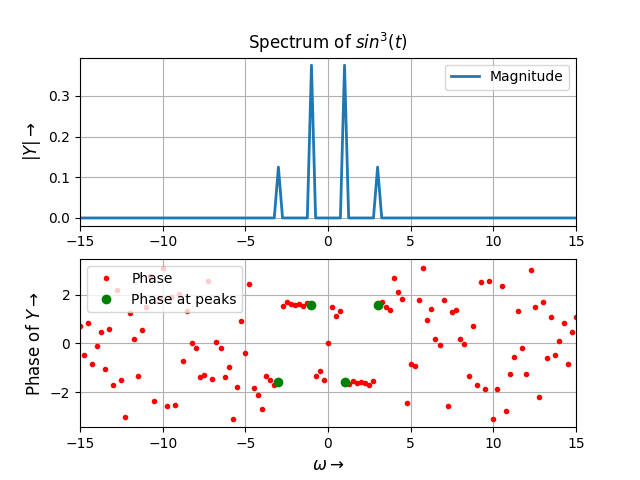 Spectrum of sin³(t)
|Y|→
0.3
0.2
0.1
0.0
Magnitude
−15 −10 −5 0 5 10 15
Phase of Y→
2
0
−2
Phase
Phase at peaks
−15 −10 −5 0 5 10 15
ω→